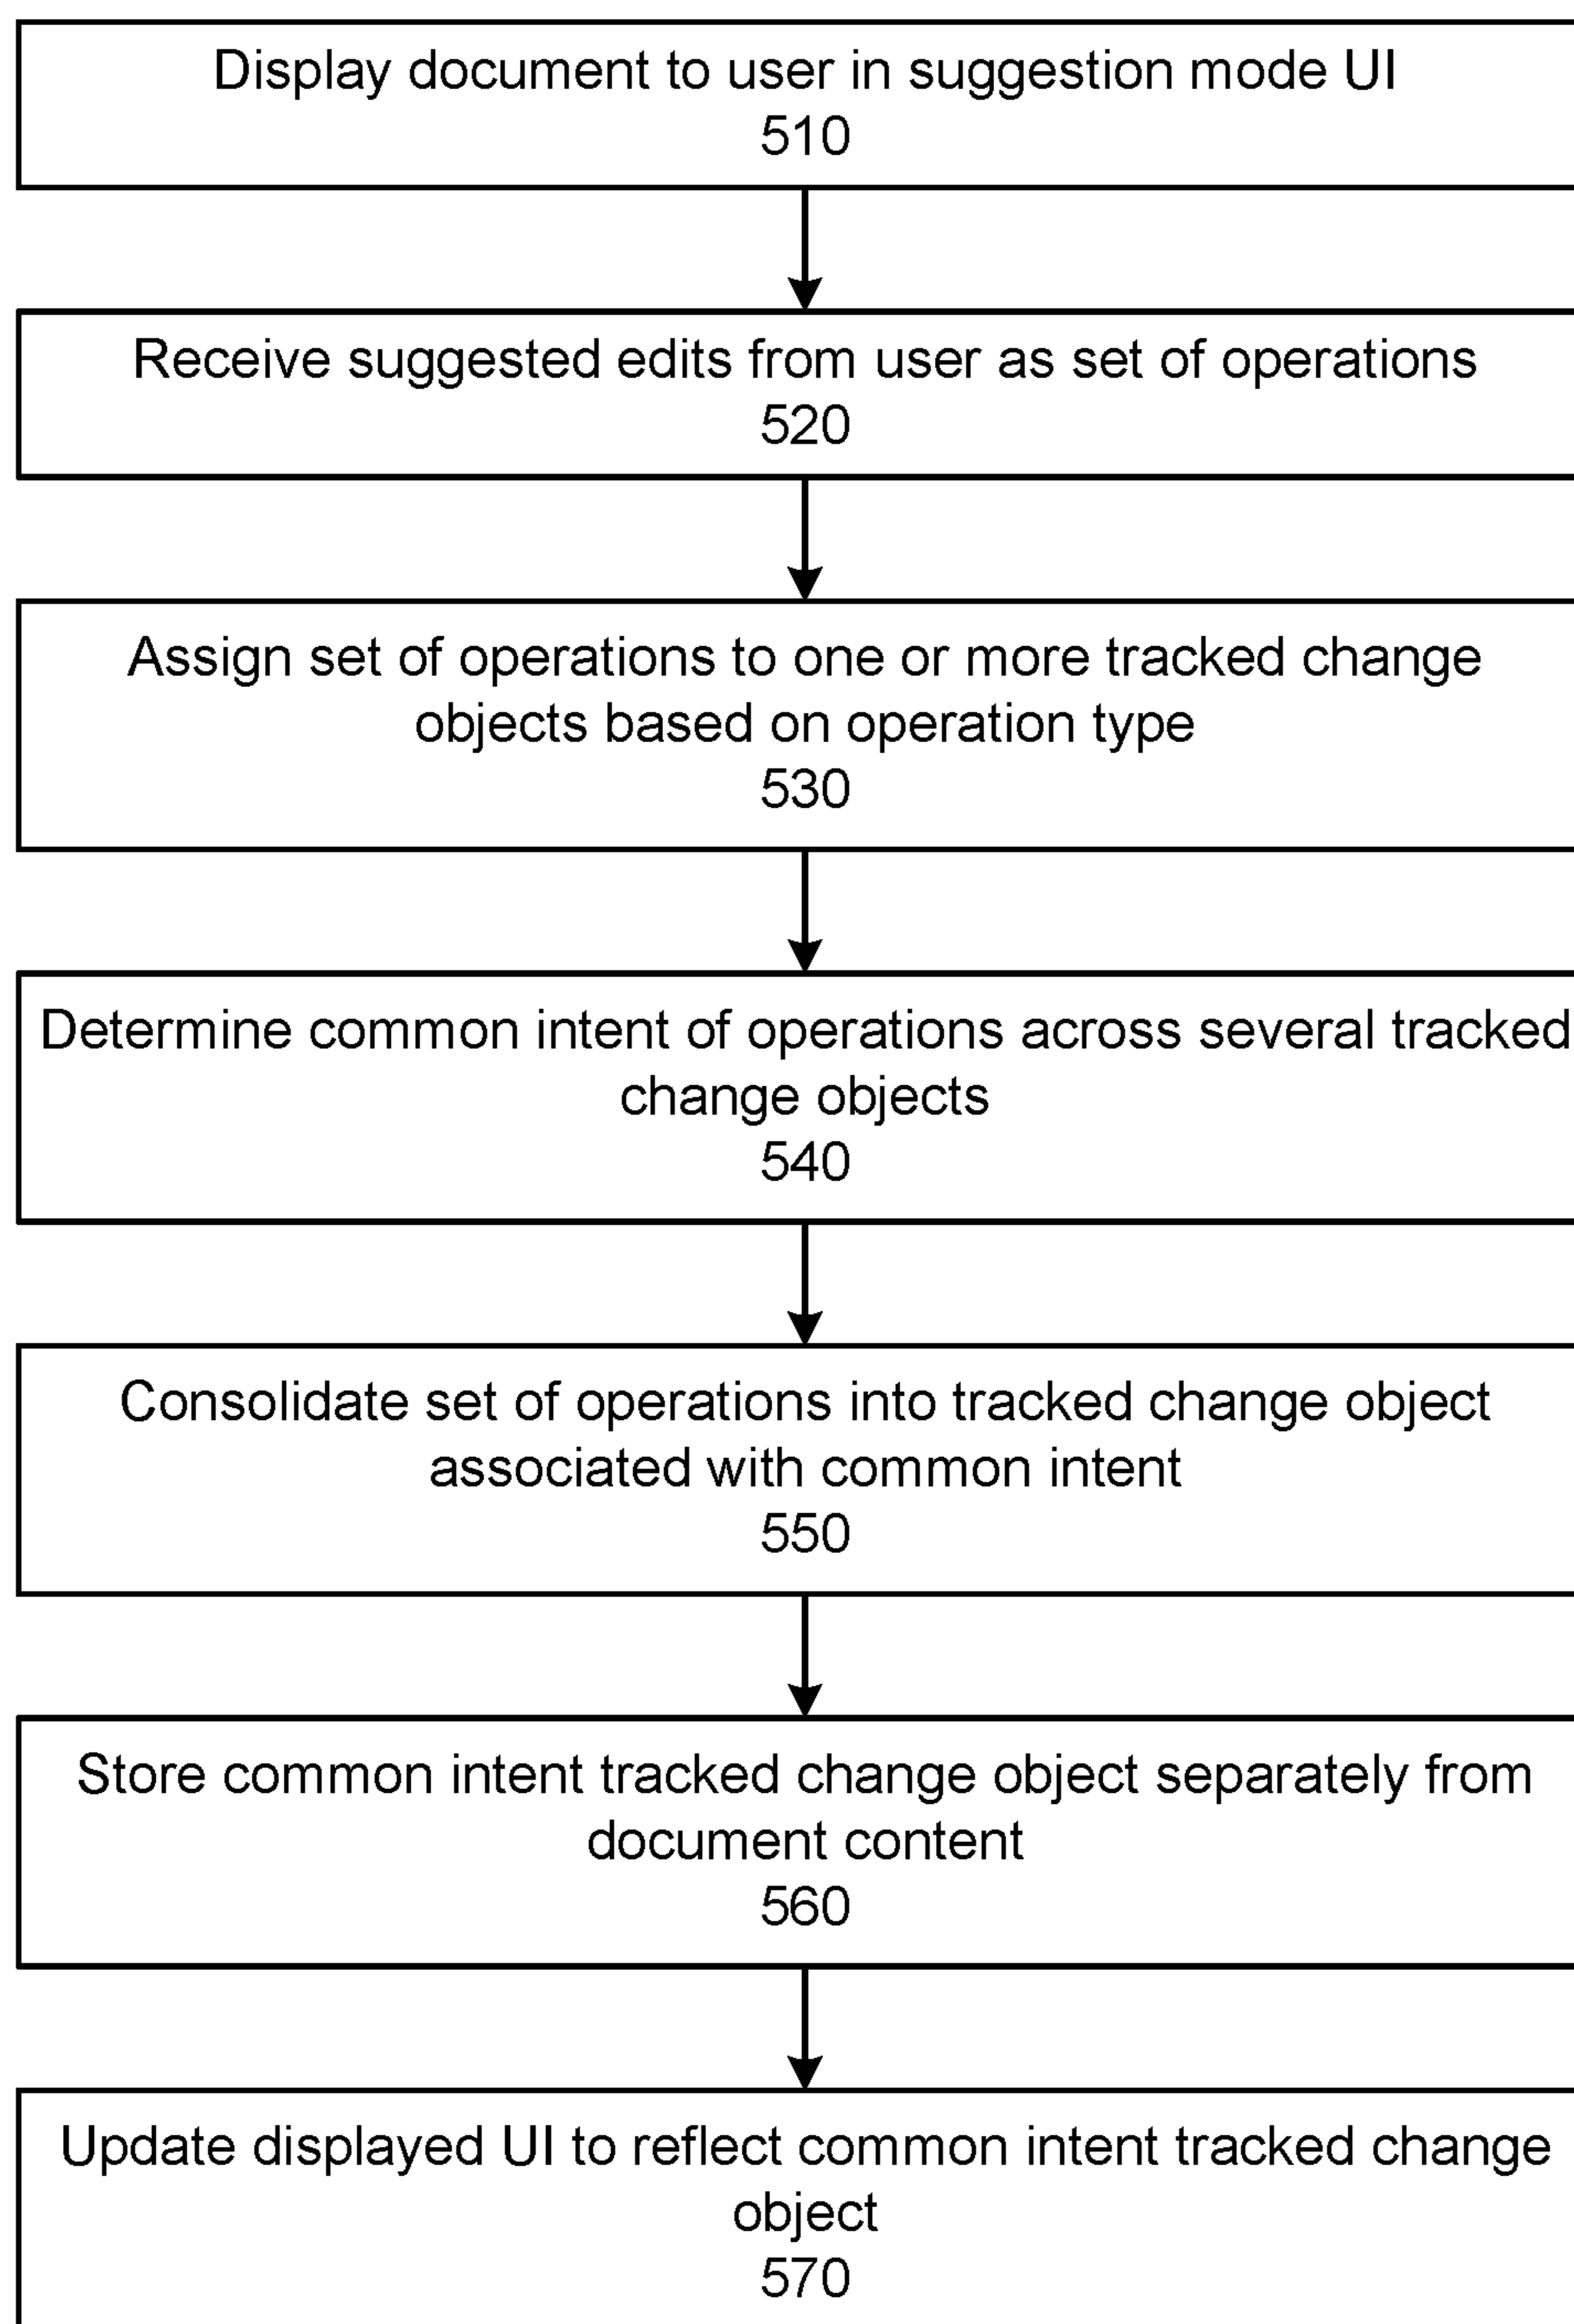 Display document to user in suggestion mode UI
510
Receive suggested edits from user as set of operations
520
Assign set of operations to one or more tracked change
objects based on operation type
530
Determine common intent of operations across several tracked
change objects
540
Consolidate set of operations into tracked change object
associated with common intent
550
Store common intent tracked change object separately from
document content
560
Update displayed UI to reflect common intent tracked change
object
570